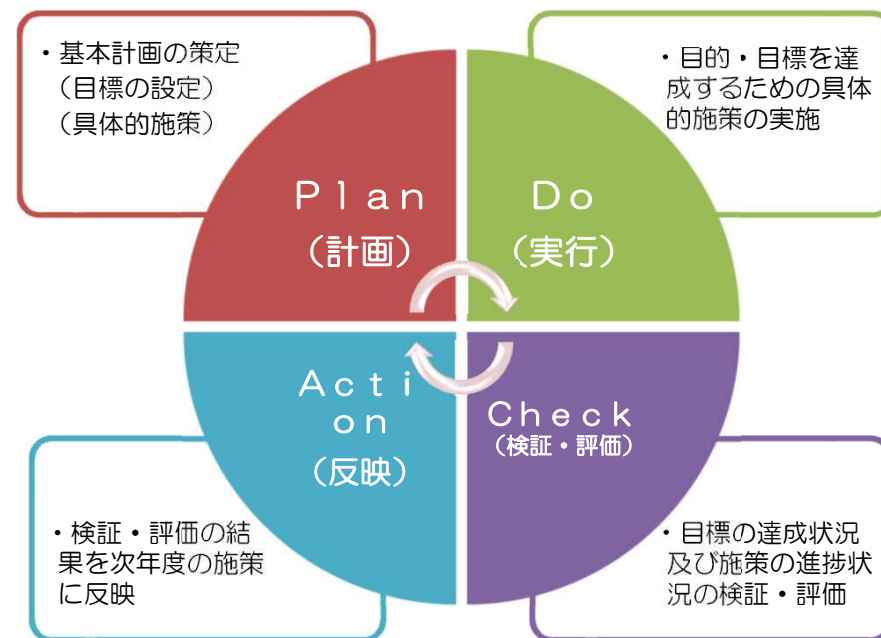 ・基本計画の策定
（目標の設定）
（具体的施策）
・目的・目標を達
成するための具体
的施策の実施
Ｐｌａｎ
（計画）
Ｄｏ
（実行）
Ａｃｔｉ
ｏｎ
（反映）
Ｃｈｅｃｋ
（検証・評価）
・検証・評価の結
果を次年度の施策
に反映
・目標の達成状況
及び施策の進捗状
況の検証・評価